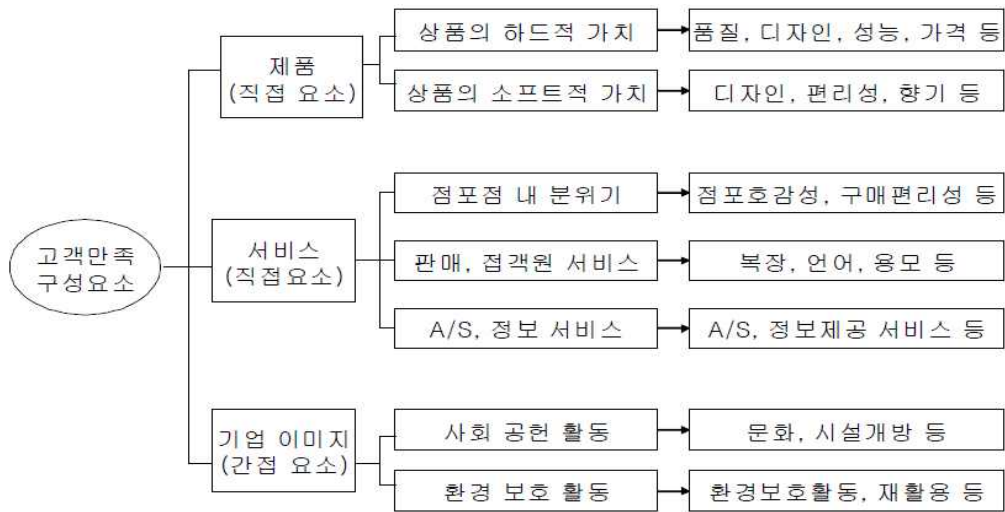 고객만족
구성요소
제품
(직접 요소)
상품의 하드적 가치
품질, 디자인, 성능, 가격 등
상품의 소프트적 가치
디자인, 편리성, 향기 등
서비스
(직접요소)
점포점 내 분위기
점포호감성, 구매편리성 등
판매, 접객원 서비스
복장, 언어, 용모 등
A/S, 정보 서비스
A/S, 정보제공 서비스 등
기업 이미지
(간접 요소)
사회 공헌 활동
문화, 시설개방 등
환경 보호 활동
환경보호활동, 재활용 등